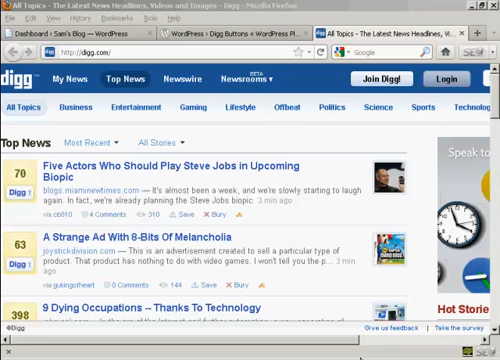 All Topics - The Latest News Headlines, Videos and Images - Digg - Mozilla Firefox
File Edit View History Bookmarks Tools Help
Dashboard ‹ Sam's Blog — WordPress
WordPress › Digg Buttons « WordPress Pl...
All Topics - The Latest News Headlines, V...
http://digg.com/
Google
digg™ My News Top News Newswire Newsrooms BETA Join Digg! Login
All Topics Business Entertainment Gaming Lifestyle Offbeat Politics Science Sports Technolog
Top News Most Recent All Stories
70 Digg
Five Actors Who Should Play Steve Jobs in Upcoming
Biopic
blogs.miaminewtimes.com — It's almost been a week, and we're slowly starting to laugh
again. In fact, we're already planning the Steve Jobs biopic. 3 min ago
via cb810 4 Comments 310 Save Bury
63 Digg
A Strange Ad With 8-Bits Of Melancholia
joystickdivision.com — This is an advertisement created to sell a particular type of
product. That product has nothing to do with video games. I won't tell you the p... 3 min
ago
via gukingofheart 0 Comments 144 Save Bury
398
9 Dying Occupations -- Thanks To Technology
Speak to
Hot Stories
©Digg
Give us feedback | Take the survey